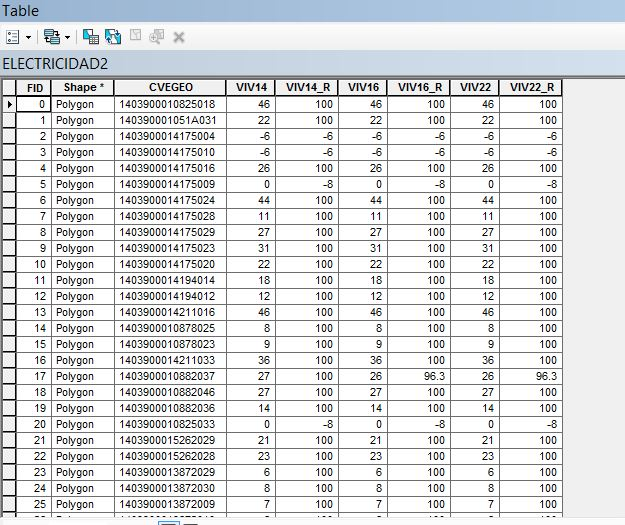 Table
ELECTRICIDAD2
FID Shape * CVEGEO VIV14 VIV14_R VIV16 VIV16_R VIV22 VIV22_R
0 Polygon 1403900010825018 46 100 46 100 46 100
1 Polygon 140390001051A031 22 100 22 100 22 100
2 Polygon 1403900014175004 -6 -6 -6 -6 -6 -6
3 Polygon 1403900014175010 -6 -6 -6 -6 -6 -6
4 Polygon 1403900014175016 26 100 26 100 26 100
5 Polygon 1403900014175009 0 -8 0 -8 0 -8
6 Polygon 1403900014175024 44 100 44 100 44 100
7 Polygon 1403900014175028 11 100 11 100 11 100
8 Polygon 1403900014175029 27 100 27 100 27 100
9 Polygon 1403900014175023 31 100 31 100 31 100
10 Polygon 1403900014175020 22 100 22 100 22 100
11 Polygon 1403900014194014 18 100 18 100 18 100
12 Polygon 1403900014194012 12 100 12 100 12 100
13 Polygon 1403900014211016 46 100 46 100 46 100
14 Polygon 1403900010878025 8 100 8 100 8 100
15 Polygon 1403900010878023 9 100 9 100 9 100
16 Polygon 1403900014211033 36 100 36 100 36 100
17 Polygon 1403900010882037 27 100 26 96.3 26 96.3
18 Polygon 1403900010882046 27 100 27 100 27 100
19 Polygon 1403900010882036 14 100 14 100 14 100
20 Polygon 1403900010825033 0 -8 0 -8 0 -8
21 Polygon 1403900015262029 21 100 21 100 21 100
22 Polygon 1403900015262028 23 100 23 100 23 100
23 Polygon 1403900013872029 6 100 6 100 6 100
24 Polygon 1403900013872030 8 100 8 100 8 100
25 Polygon 1403900013872009 7 100 7 100 7 100